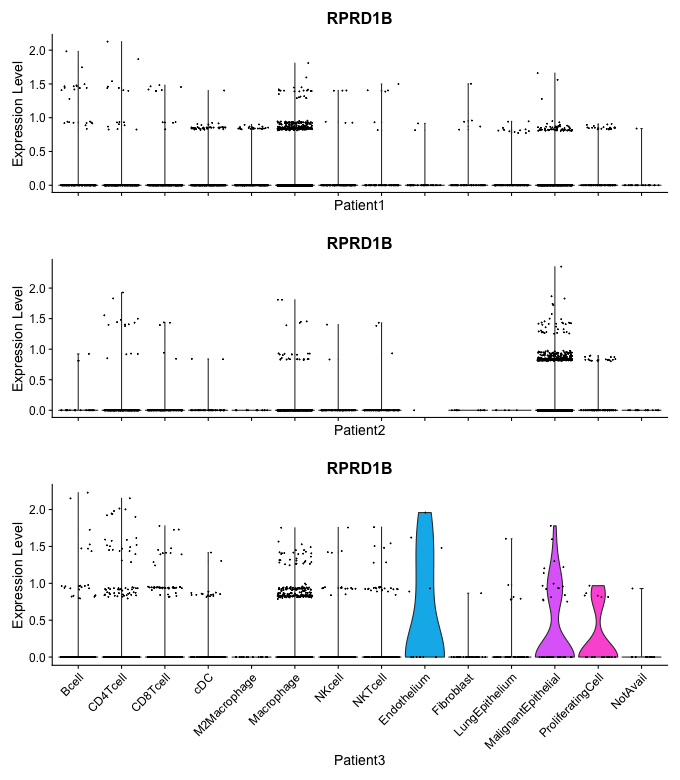 RPRD1B
Expression Level
2.0
1.5
1.0
0.5
0.0
Patient1
RPRD1B
Expression Level
2.0
1.5
1.0
0.5
0.0
Patient2
RPRD1B
Expression Level
2.0
1.5
1.0
0.5
0.0
Bcell
CD4Tcell
CD8Tcell
cDC
M2Macrophage
Macrophage
NKcell
NKTcell
Endothelium
Fibroblast
LungEpithelium
MalignantEpithelial
ProliferatingCell
NotAvail
Patient3